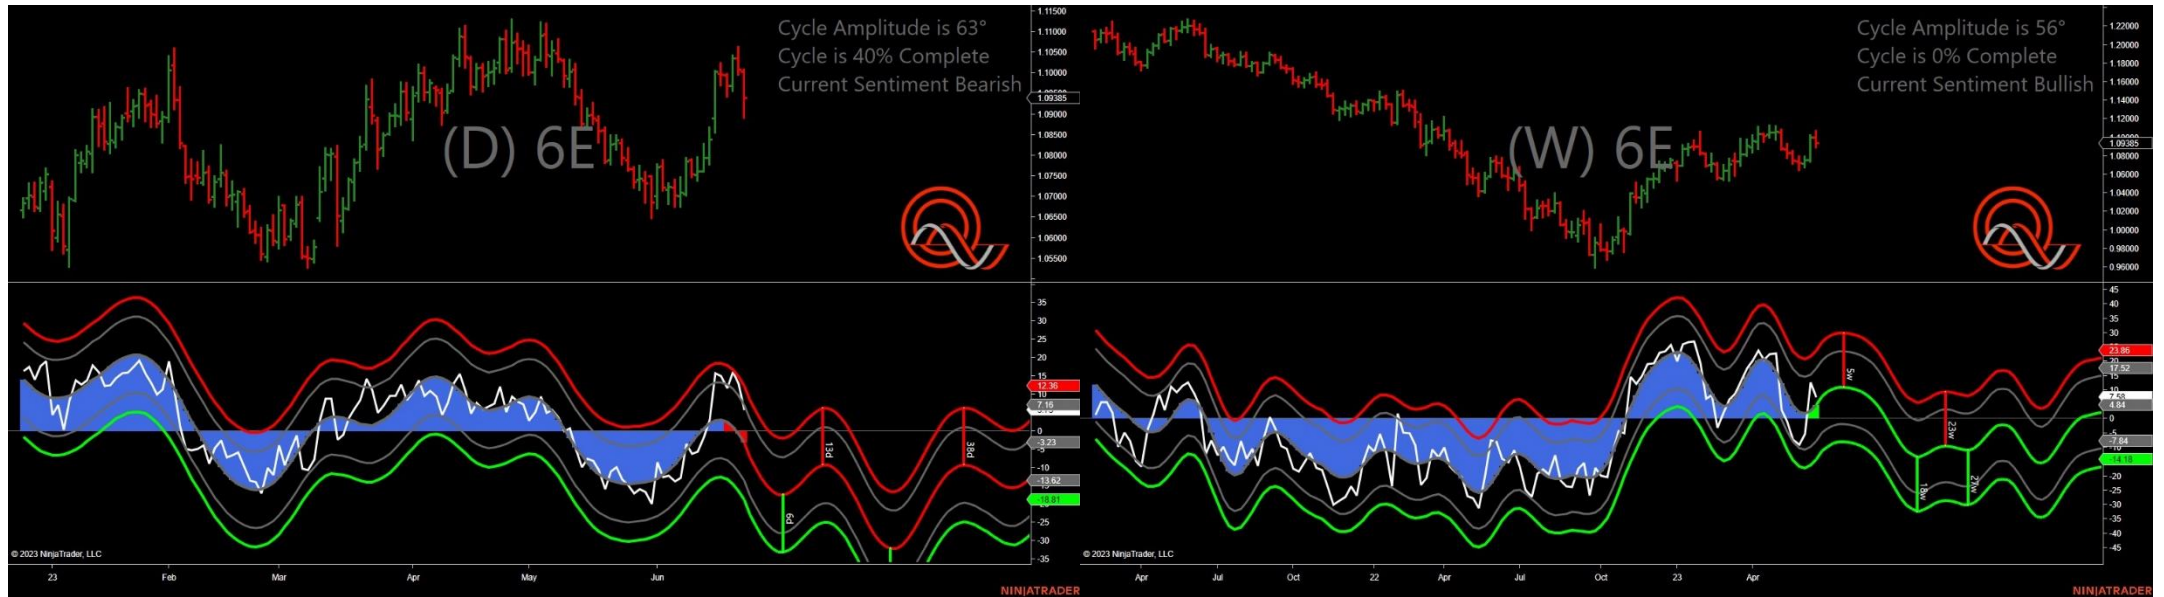 Cycle Amplitude is 63°
Cycle is 40% Complete
Current Sentiment Bearish
(D) 6E
1.11500
1.11000
1.10500
1.10000
1.09385
1.09000
1.08500
1.08000
1.07500
1.07000
1.06500
1.06000
1.05500
35
30
25
20
15
12.36
10
7.16
0
-3.23
-10
-13.62
-18.81
-25
-30
-35
13d
38d
6d
© 2023 NinjaTrader, LLC
23
Feb
Mar
Apr
May
Jun
NINJATRADER
Cycle Amplitude is 56°
Cycle is 0% Complete
Current Sentiment Bullish
(W) 6E
1.22000
1.20000
1.18000
1.16000
1.14000
1.12000
1.09385
1.08000
1.06000
1.04000
1.02000
1.00000
0.98000
0.96000
45
40
35
30
23.86
17.52
15
10
7.58
4.84
0
-5
-7.84
-14.18
-20
-25
-30
-35
-40
-45
5w
23w
18w
27w
© 2023 NinjaTrader, LLC
Apr
Jul
Oct
22
Apr
Jul
Oct
23
Apr
NINJATRADER